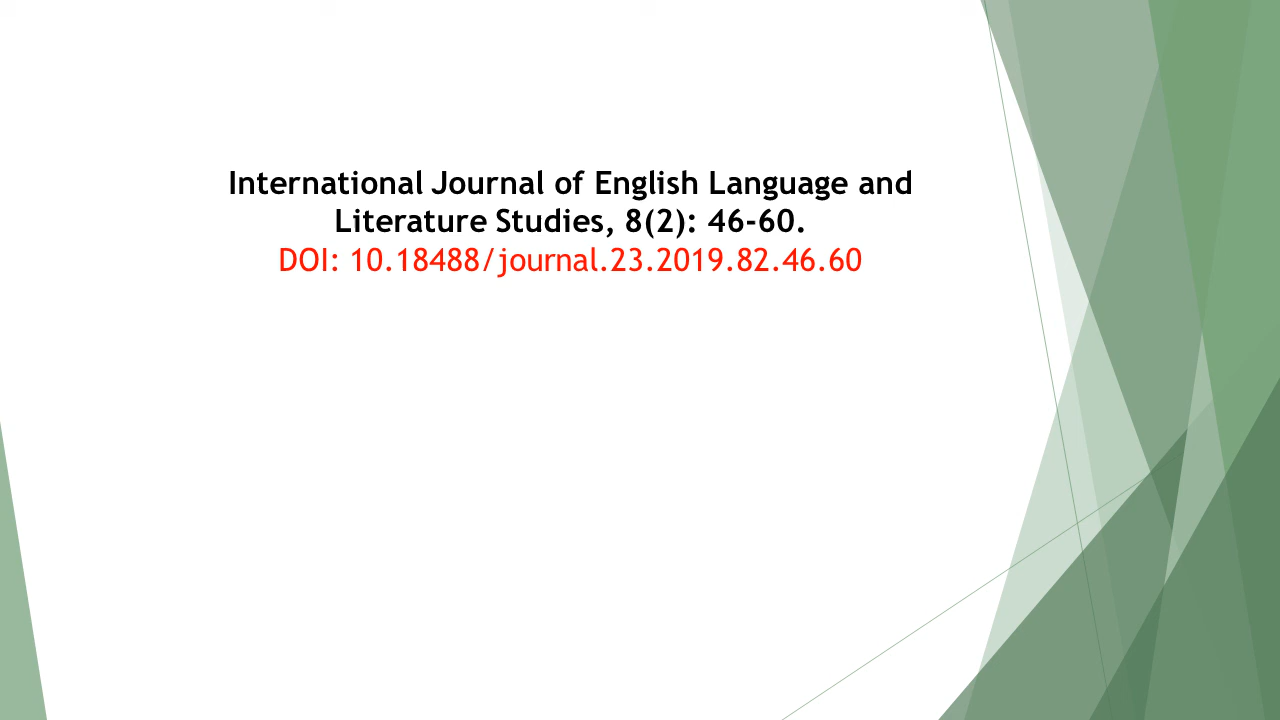 International Journal of English Language and
Literature Studies, 8(2): 46-60.
DOI: 10.18488/journal.23.2019.82.46.60